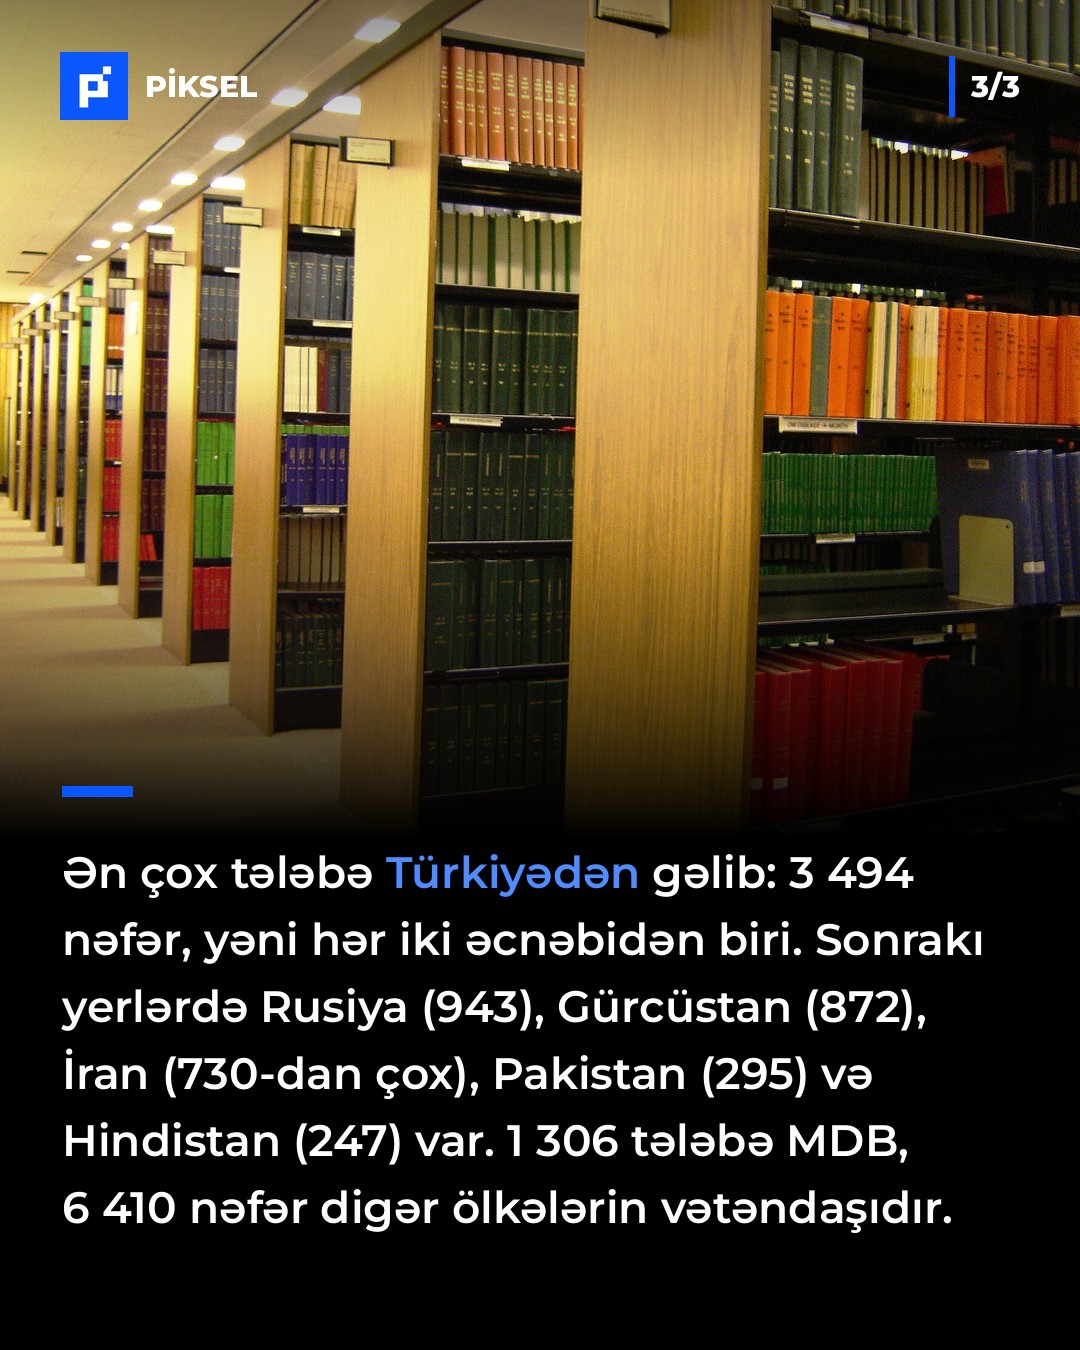 PİKSEL
3/3
Ən çox tələbə Türkiyədən gəlib: 3 494
nəfər, yəni hər iki əcnəbidən biri. Sonrakı
yerlərdə Rusiya (943), Gürcüstan (872),
İran (730-dan çox), Pakistan (295) və
Hindistan (247) var. 1 306 tələbə MDB,
6 410 nəfər digər ölkələrin vətəndaşıdır.